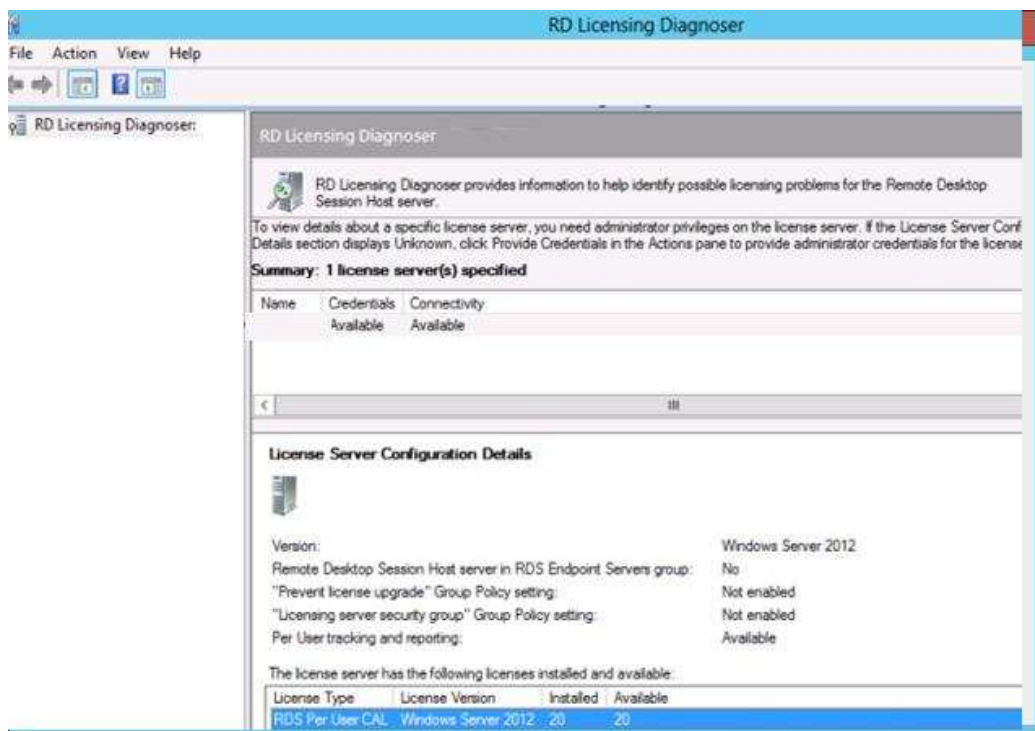 RD Licensing Diagnoser
File Action View Help
RD Licensing Diagnoser:
RD Licensing Diagnoser
RD Licensing Diagnoser provides information to help identify possible licensing problems for the Remote Desktop
Session Host server.
To view details about a specific license server, you need administrator privileges on the license server. If the License Server Conf
Details section displays Unknown, click Provide Credentials in the Actions pane to provide administrator credentials for the license
Summary: 1 license server(s) specified
Name Credentials Connectivity
Available Available
License Server Configuration Details
Version: Windows Server 2012
Remote Desktop Session Host server in RDS Endpoint Servers group: No
"Prevent license upgrade" Group Policy setting: Not enabled
"Licensing server security group" Group Policy setting: Not enabled
Per User tracking and reporting: Available
The license server has the following licenses installed and available:
License Type License Version Installed Available
RDS Per User CAL Windows Server 2012 20 20